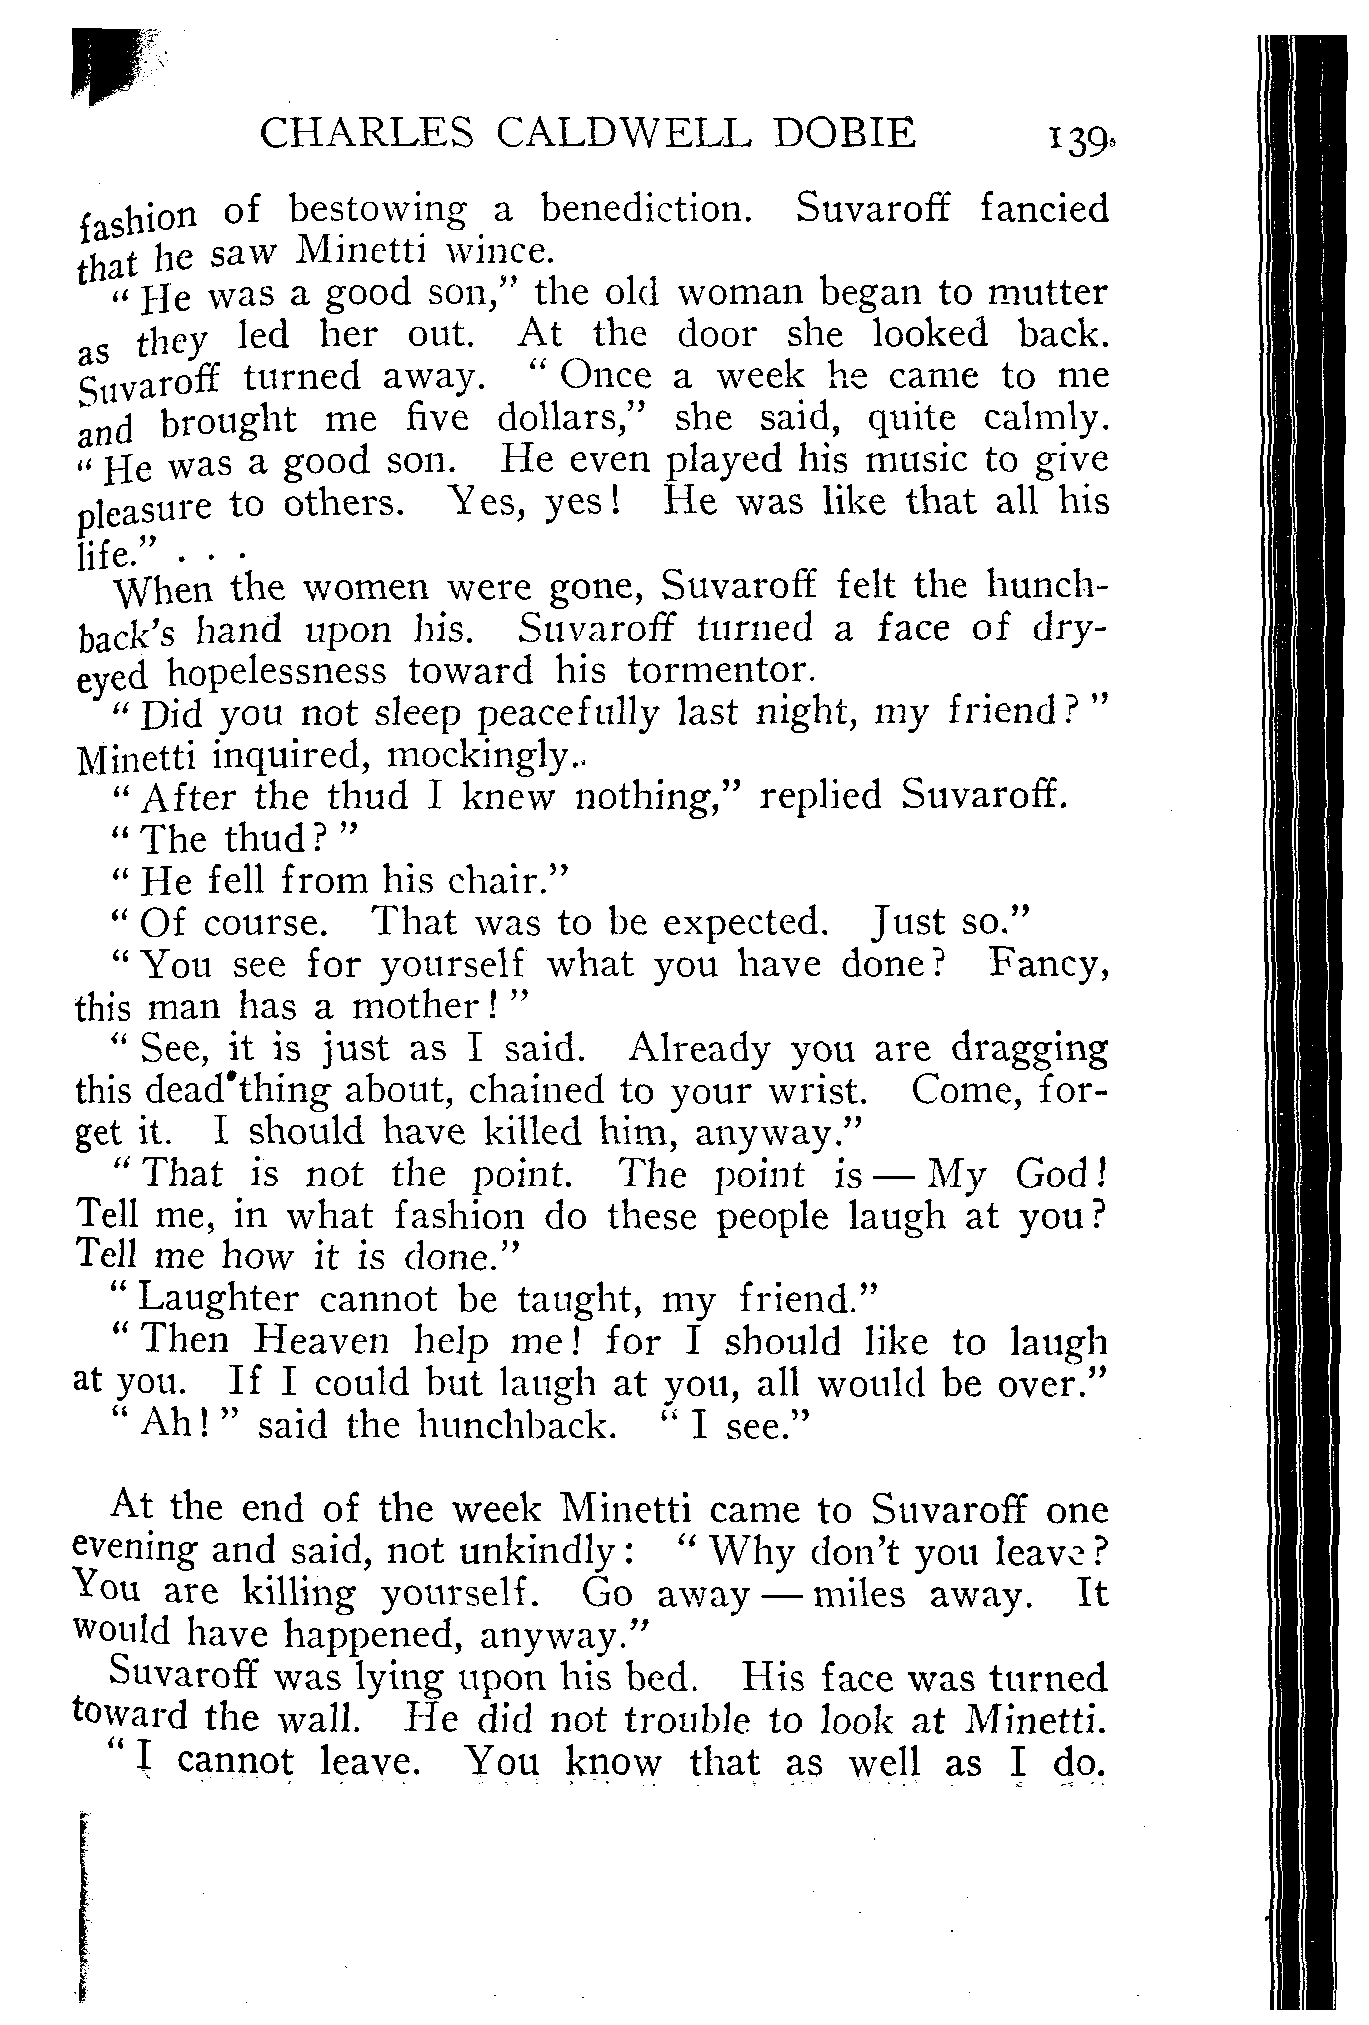 CHARLES CALDWELL DOBIE 139
fashion of bestowing a benediction. Suvaroff fancied
that he saw Minetti wince.
“ He was a good son,” the old woman began to mutter
as they led her out. At the door she looked back.
Suvaroff turned away. “ Once a week he came to me
and brought me five dollars,” she said, quite calmly.
“ He was a good son. He even played his music to give
pleasure to others. Yes, yes! He was like that all his
life.” . . .
When the women were gone, Suvaroff felt the hunch-
back’s hand upon his. Suvaroff turned a face of dry-
eyed hopelessness toward his tormentor.
“ Did you not sleep peacefully last night, my friend? ”
Minetti inquired, mockingly.
“ After the thud I knew nothing,” replied Suvaroff.
“ The thud? ”
“ He fell from his chair.”
“ Of course. That was to be expected. Just so.”
“ You see for yourself what you have done? Fancy,
this man has a mother! ”
“ See, it is just as I said. Already you are dragging
this dead thing about, chained to your wrist. Come, for-
get it. I should have killed him, anyway.”
“ That is not the point. The point is — My God!
Tell me, in what fashion do these people laugh at you?
Tell me how it is done.”
“ Laughter cannot be taught, my friend.”
“ Then Heaven help me! for I should like to laugh
at you. If I could but laugh at you, all would be over.”
“ Ah! ” said the hunchback. “ I see.”
At the end of the week Minetti came to Suvaroff one
evening and said, not unkindly: “ Why don’t you leave?
You are killing yourself. Go away — miles away. It
would have happened, anyway.”
Suvaroff was lying upon his bed. His face was turned
toward the wall. He did not trouble to look at Minetti.
“ I cannot leave. You know that as well as I do.